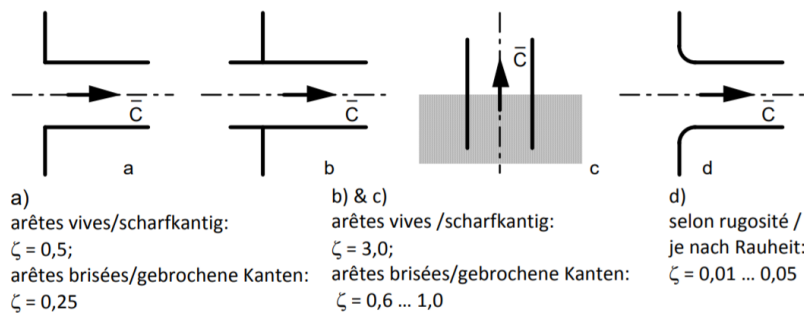 C̅
C̅
C̅
C̅
a
b
c
d
a)
arêtes vives/scharfkantig:
ζ = 0,5;
arêtes brisées/gebrochene Kanten:
ζ = 0,25
b) & c)
arêtes vives /scharfkantig:
ζ = 3,0;
arêtes brisées/gebrochene Kanten:
ζ = 0,6 ... 1,0
d)
selon rugosité /
je nach Rauheit:
ζ = 0,01 ... 0,05